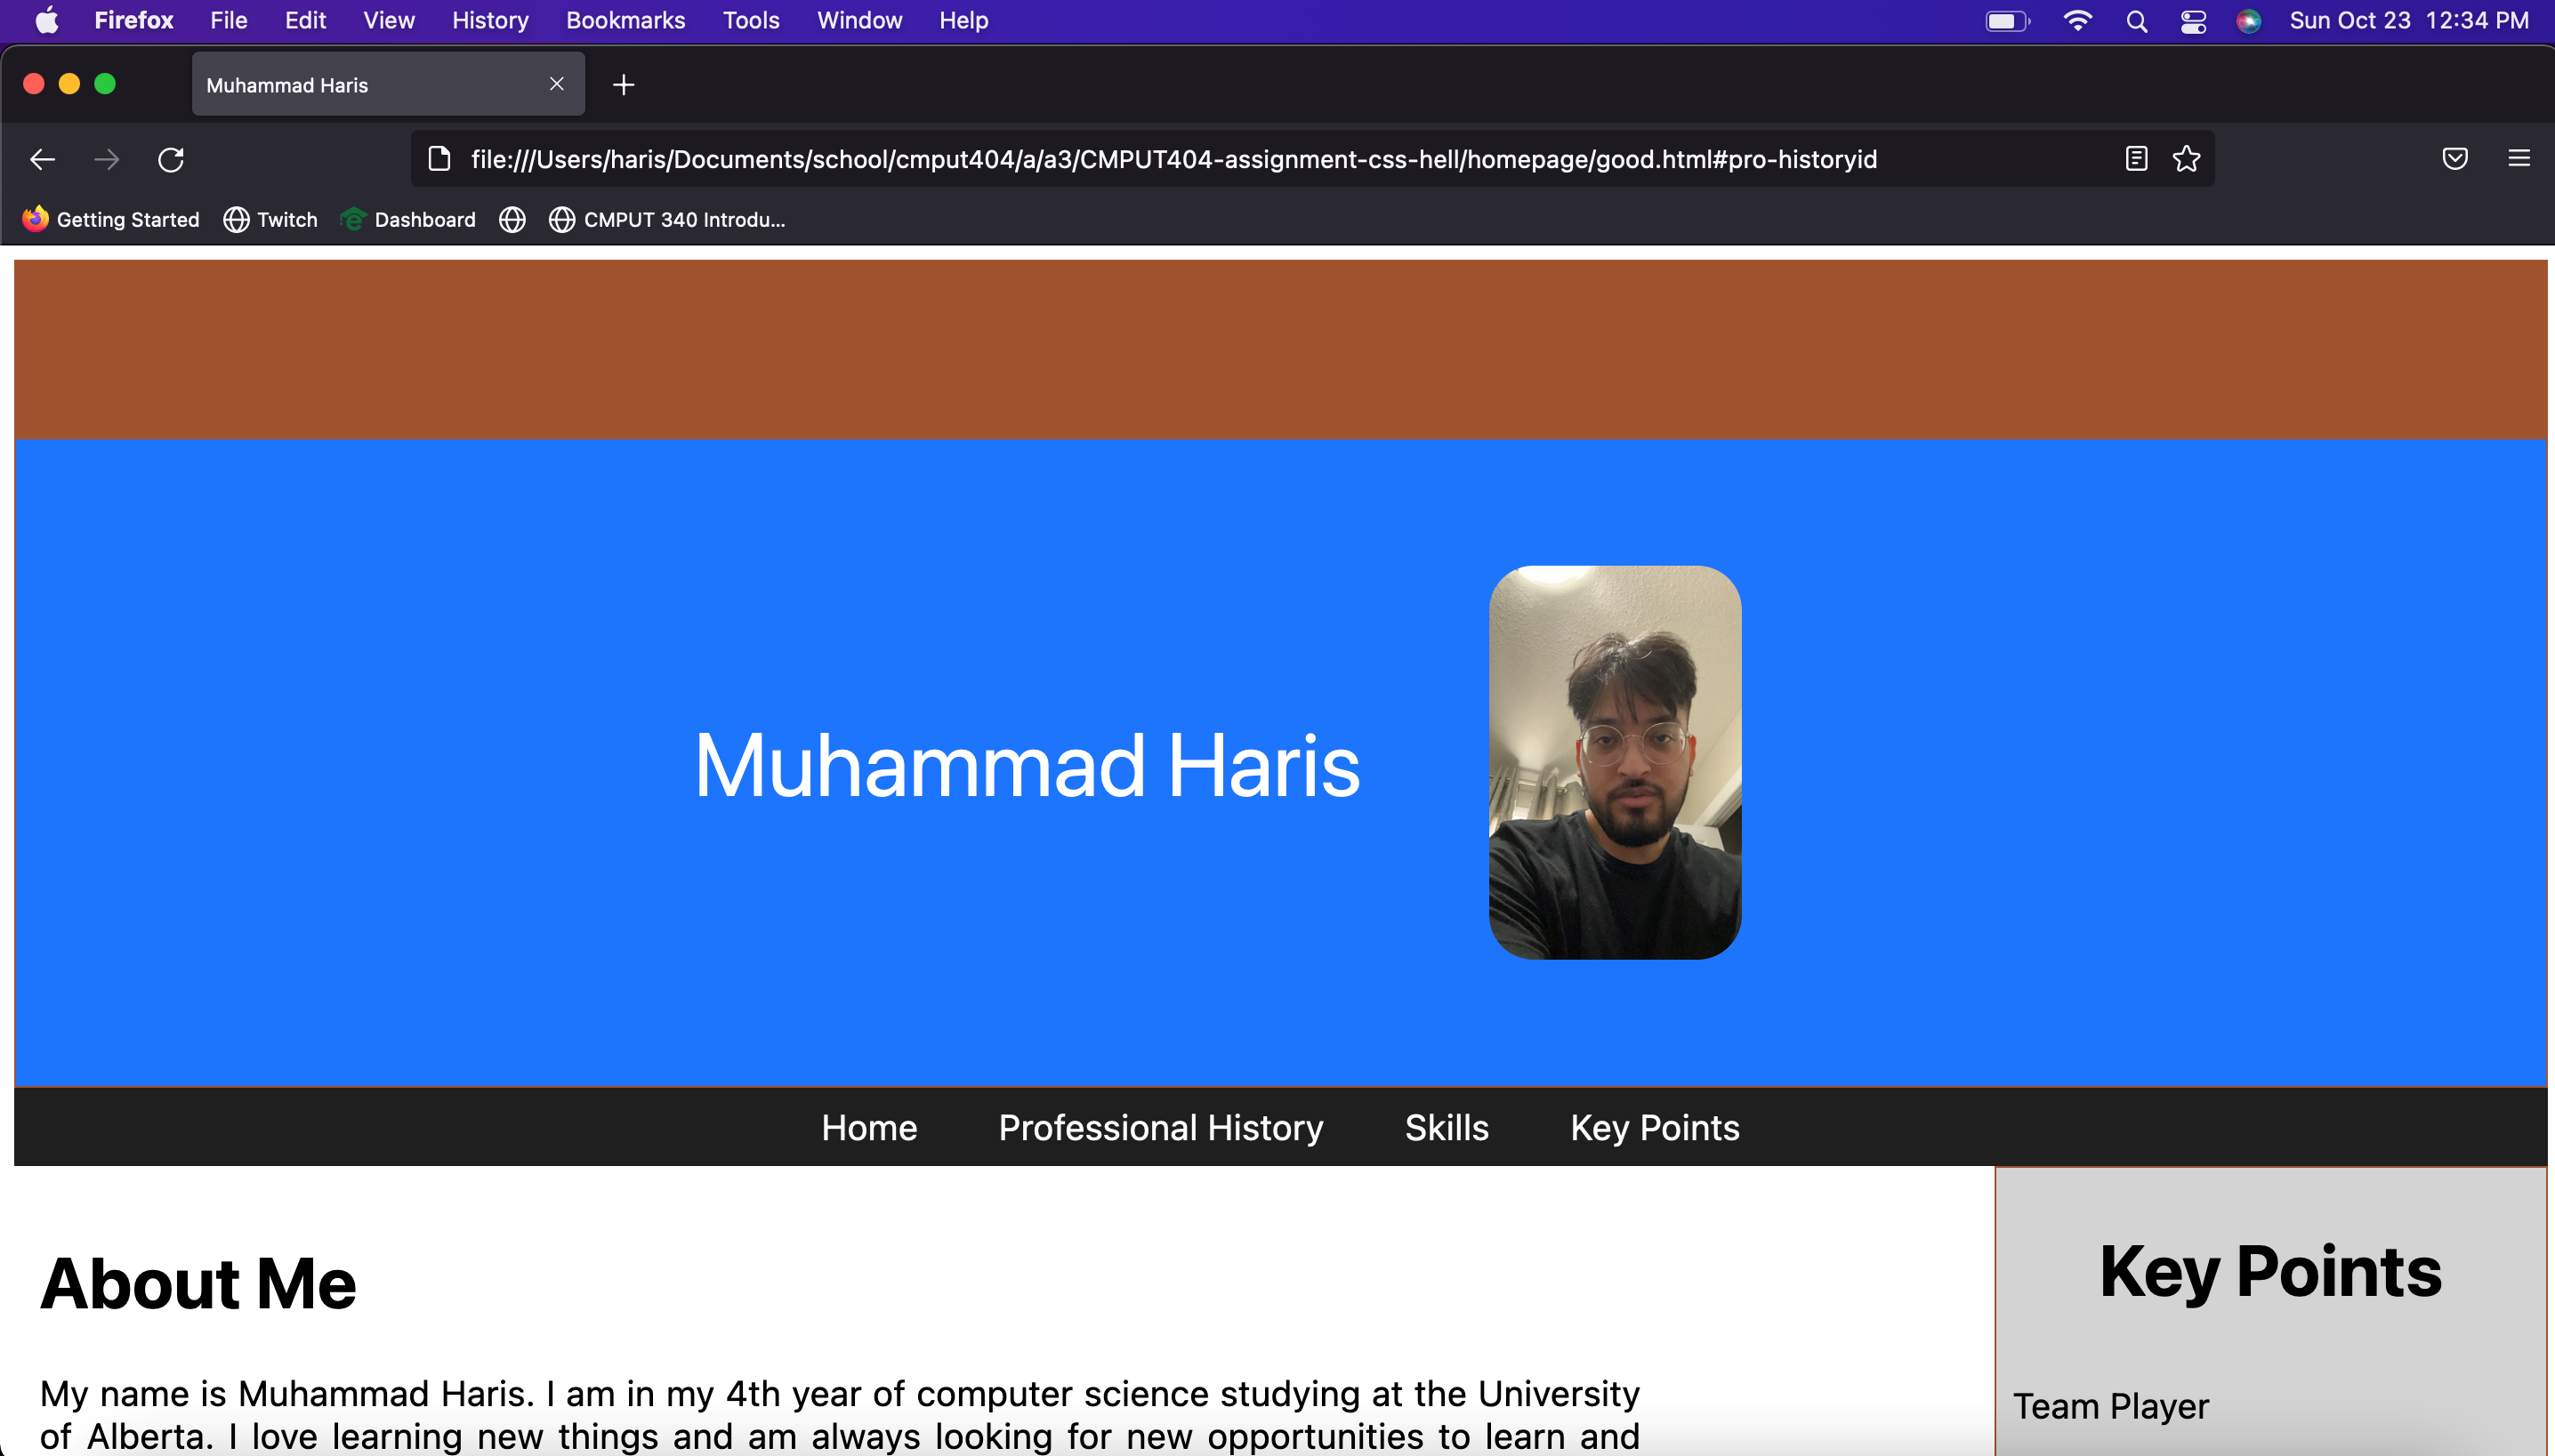 Firefox File Edit View History Bookmarks Tools Window Help Sun Oct 23 12:34 PM
Muhammad Haris
file:///Users/haris/Documents/school/cmput404/a/a3/CMPUT404-assignment-css-hell/homepage/good.html#pro-historyid
Getting Started Twitch Dashboard CMPUT 340 Introdu...
Muhammad Haris
Home Professional History Skills Key Points
About Me
My name is Muhammad Haris. I am in my 4th year of computer science studying at the University
of Alberta. I love learning new things and am always looking for new opportunities to learn and
Key Points
Team Player